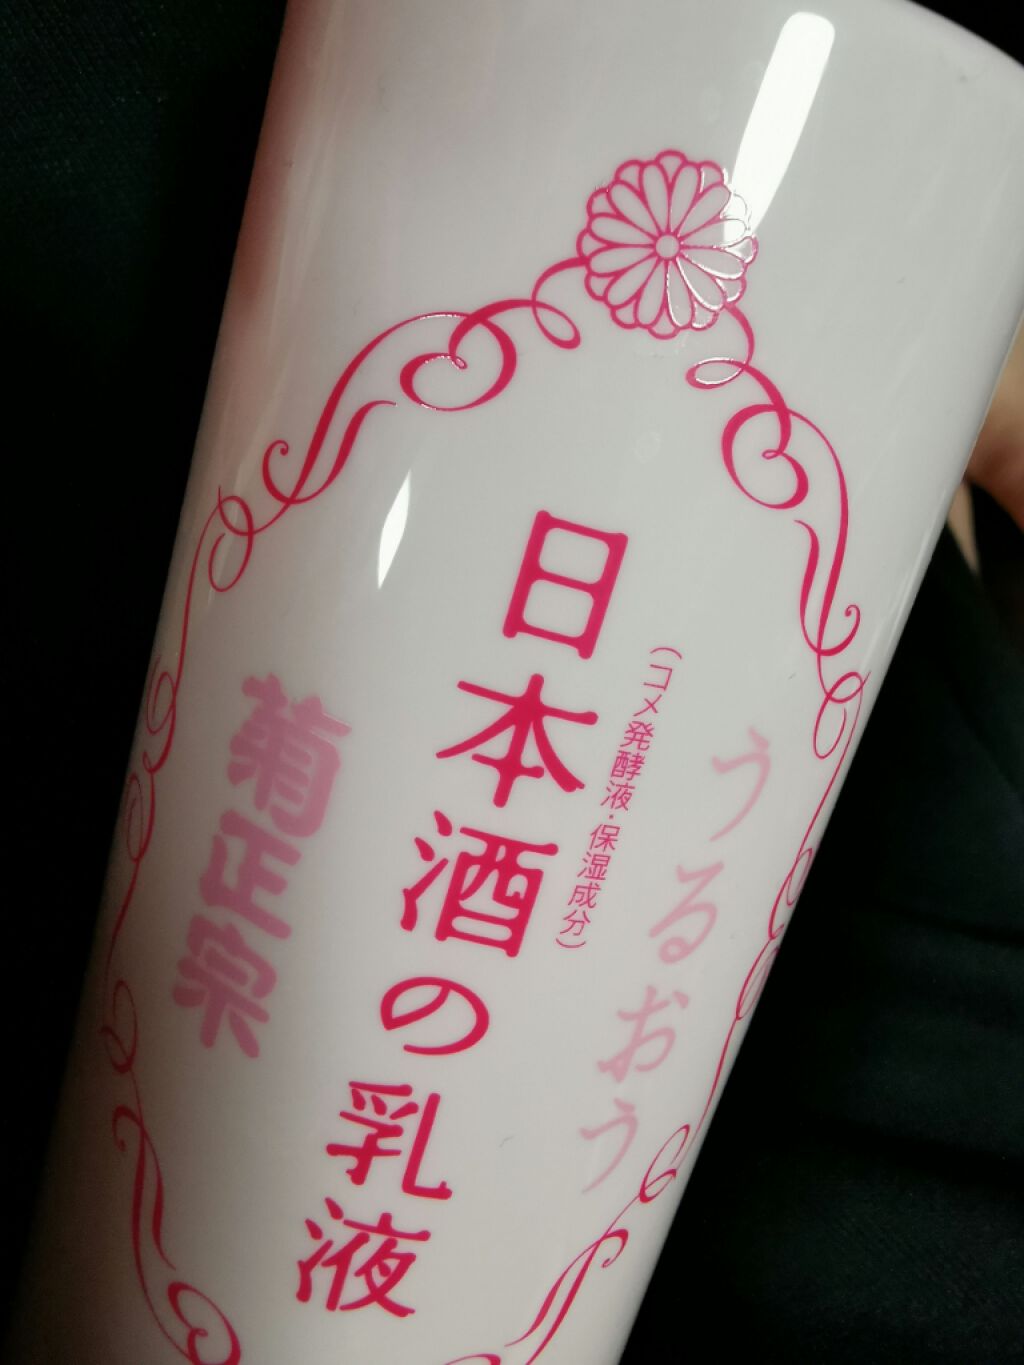 うるおう
（コメ発酵液・保湿成分）
日本酒の乳液
菊正宗